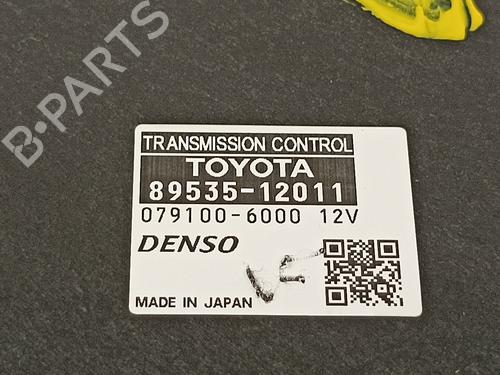 B-PARTS
TRANSMISSION CONTROL
TOYOTA
89535-12011
079100-6000 12V
DENSO
MADE IN JAPAN